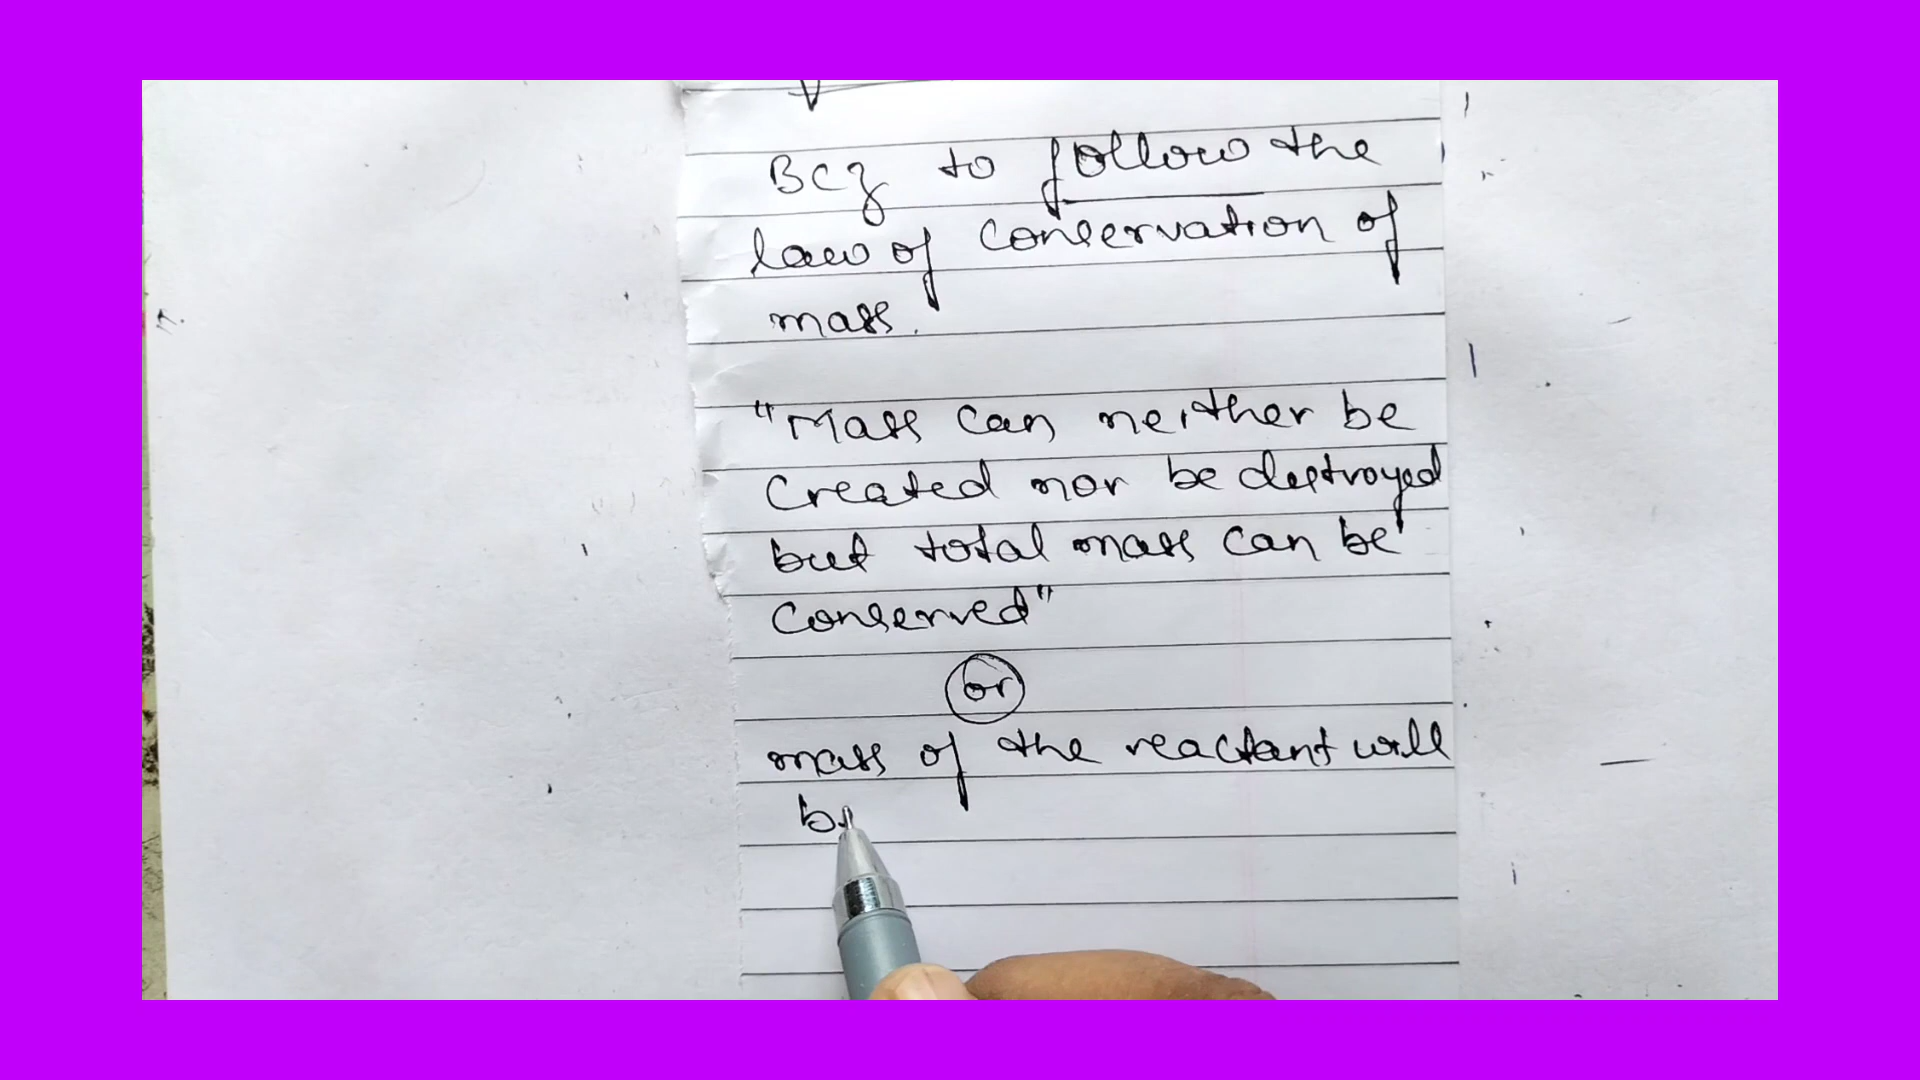 Bcz to follow the
law of conservation of
mass.
"Mass can neither be
created nor be destroyed
but total mass can be
conserved"
or
mass of the reactant will
b